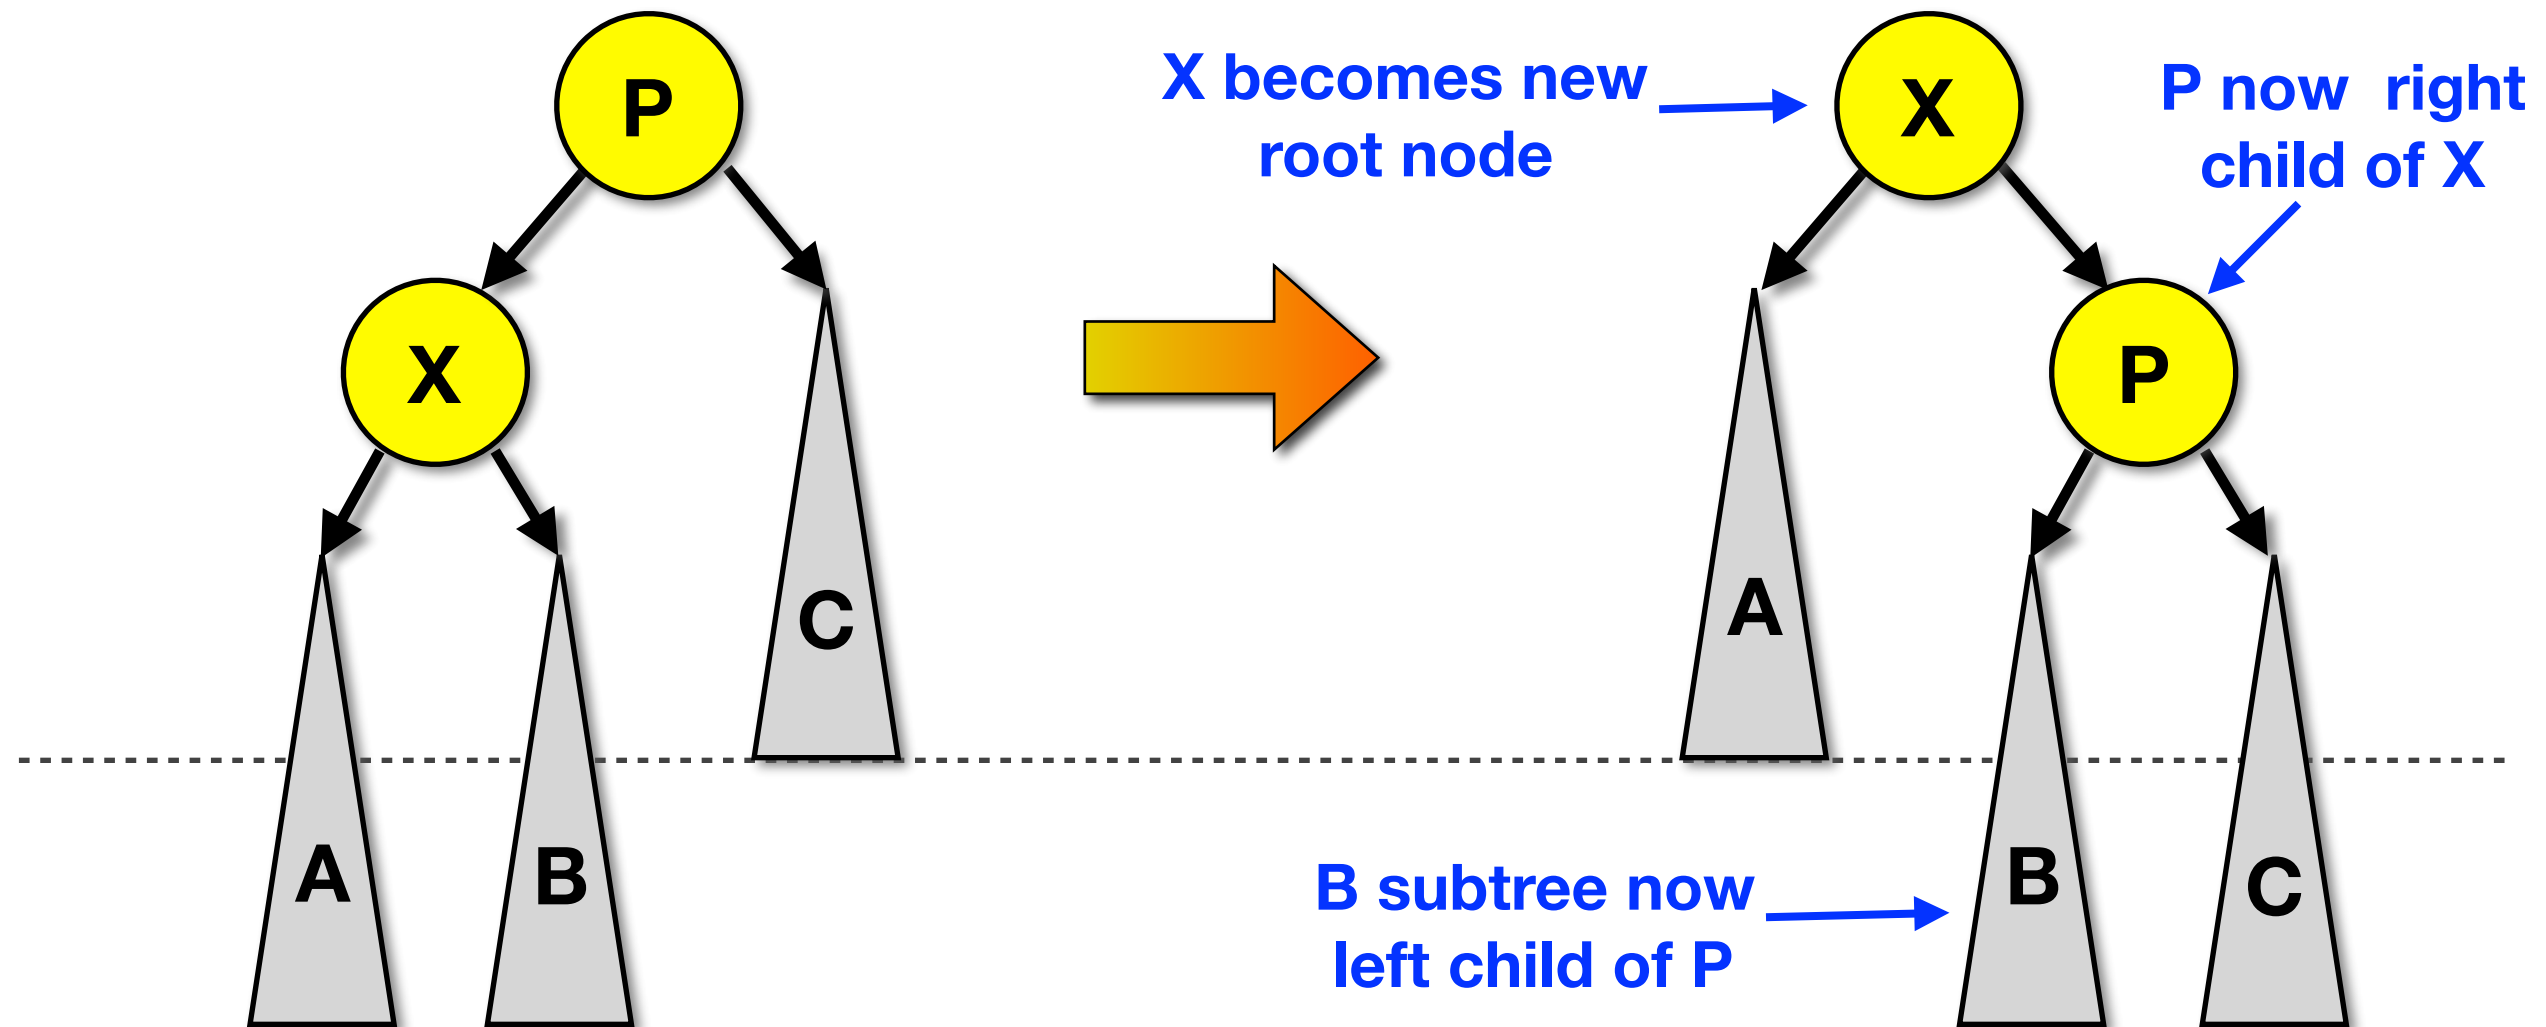 P
X
C
A
B
X becomes new
root node
X
P now right
child of X
P
A
B
C
B subtree now
left child of P